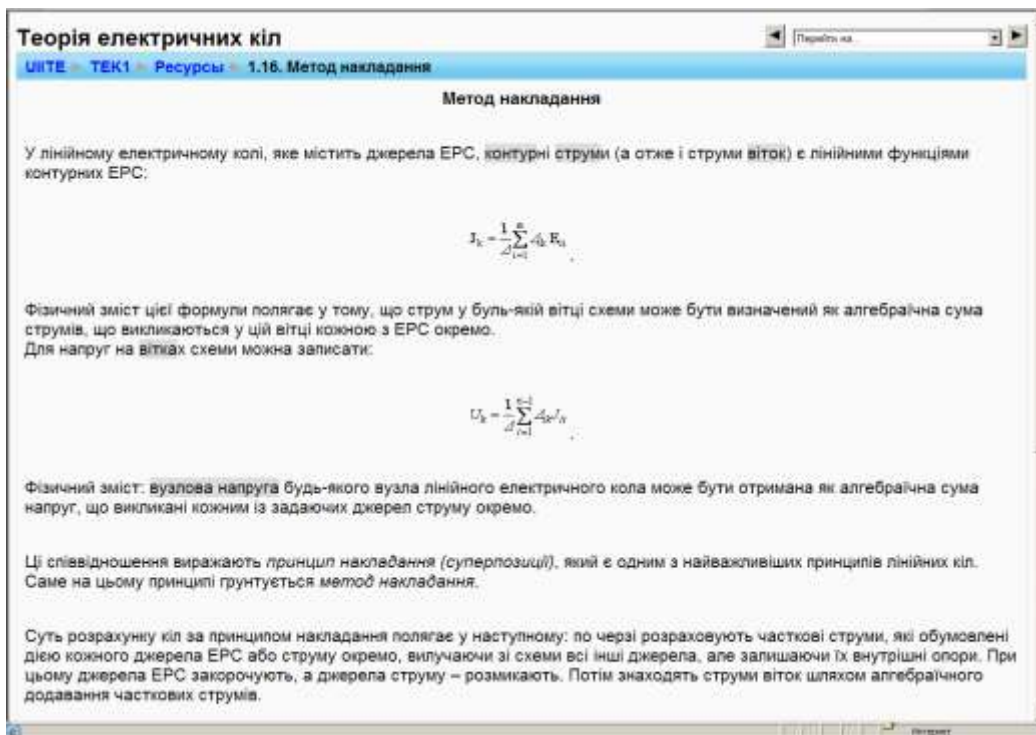 Теорія електричних кіл
Перейти на...
UIITE ► ТЕК1 ► Ресурсы ► 1.16. Метод накладання
Метод накладання
У лінійному електричному колі, яке містить джерела ЕРС, контурні струми (а отже і струми віток) є лінійними функціями
контурних ЕРС:
Фізичний зміст цієї формули полягає у тому, що струм у буль-якій вітці схеми може бути визначений як алгебраїчна сума
струмів, що викликаються у цій вітці кожною з ЕРС окремо.
Для напруг на вітках схеми можна записати:
Фізичний зміст: вузлова напруга будь-якого вузла лінійного електричного кола може бути отримана як алгебраїчна сума
напруг, що викликані кожним із задаючих джерел струму окремо.
Ці співвідношення виражають принцип накладання (суперпозиції), який є одним з найважливіших принципів лінійних кіл.
Саме на цьому принципі грунтується метод накладання.
Суть розрахунку кіл за принципом накладання полягає у наступному: по черзі розраховують часткові струми, які обумовлені
дією кожного джерела ЕРС або струму окремо, вилучаючи зі схеми всі інші джерела, але залишаючи їх внутрішні опори. При
цьому джерела ЕРС закорочують, а джерела струму – розмикають. Потім знаходять струми віток шляхом алгебраїчного
додавання часткових струмів.
Интернет